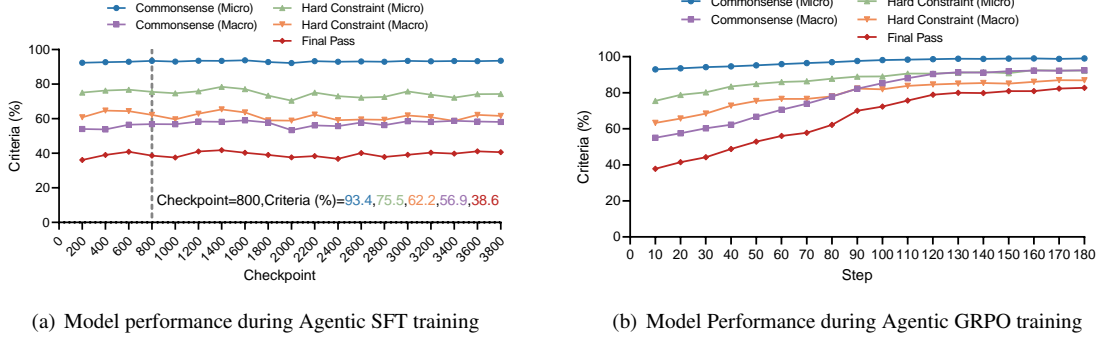 Commonsense (Micro)
Hard Constraint (Micro)
Commonsense (Macro)
Hard Constraint (Macro)
Final Pass
Criteria (%)
100
80
60
40
20
0
Checkpoint=800,Criteria (%)=93.4,75.5,62.2,56.9,38.6
0 200 400 600 800 1000 1200 1400 1600 1800 2000 2200 2400 2600 2800 3000 3200 3400 3600 3800
Checkpoint
(a) Model performance during Agentic SFT training
Commonsense (Micro)
Hard Constraint (Micro)
Commonsense (Macro)
Hard Constraint (Macro)
Final Pass
Criteria (%)
100
80
60
40
20
0
0 10 20 30 40 50 60 70 80 90 100 110 120 130 140 150 160 170 180
Step
(b) Model Performance during Agentic GRPO training